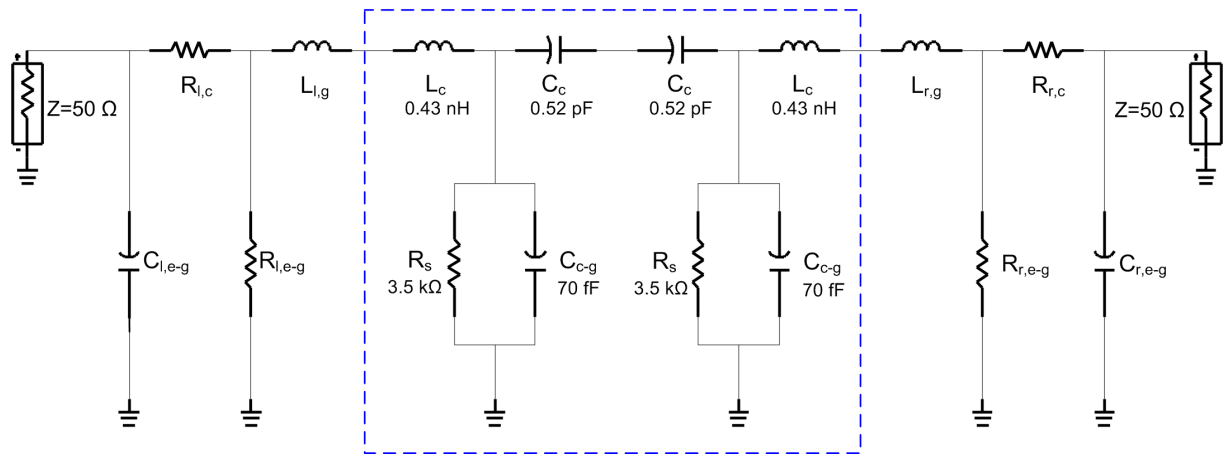 Z=50 Ω
R_{l,c}
L_{l,g}
L_c
0.43 nH
C_c
0.52 pF
C_c
0.52 pF
L_c
0.43 nH
L_{r,g}
R_{r,c}
Z=50 Ω
C_{l,e-g}
R_{l,e-g}
R_s
3.5 kΩ
C_{c-g}
70 fF
R_s
3.5 kΩ
C_{c-g}
70 fF
R_{r,e-g}
C_{r,e-g}